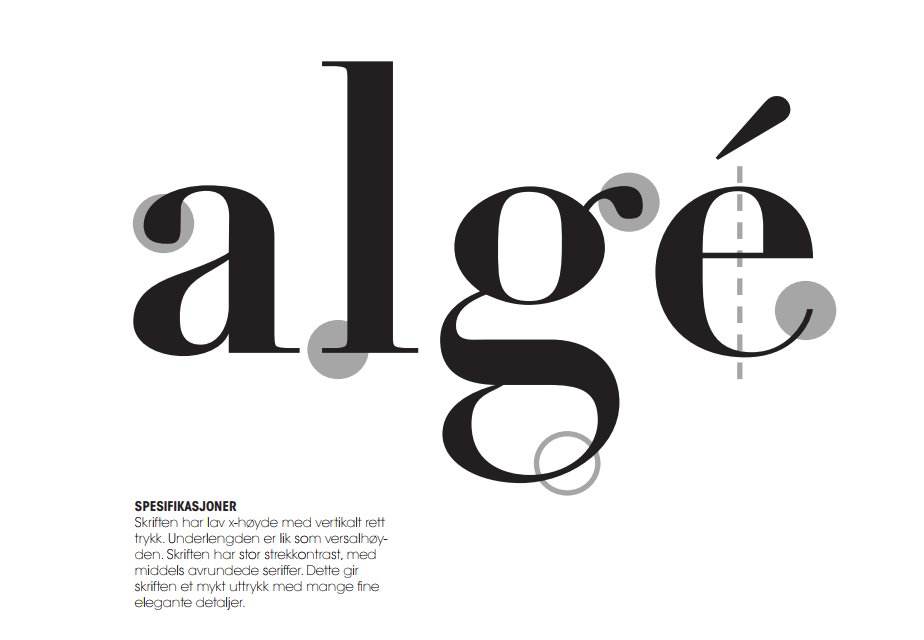 algé
SPESIFIKASJONER
Skriften har lav x-høyde med vertikalt rett
trykk. Underlengden er lik som versalhøy-
den. Skriften har stor strekkontrast, med
middels avrundede seriffer. Dette gir
skriften et mykt uttrykk med mange fine
elegante detaljer.